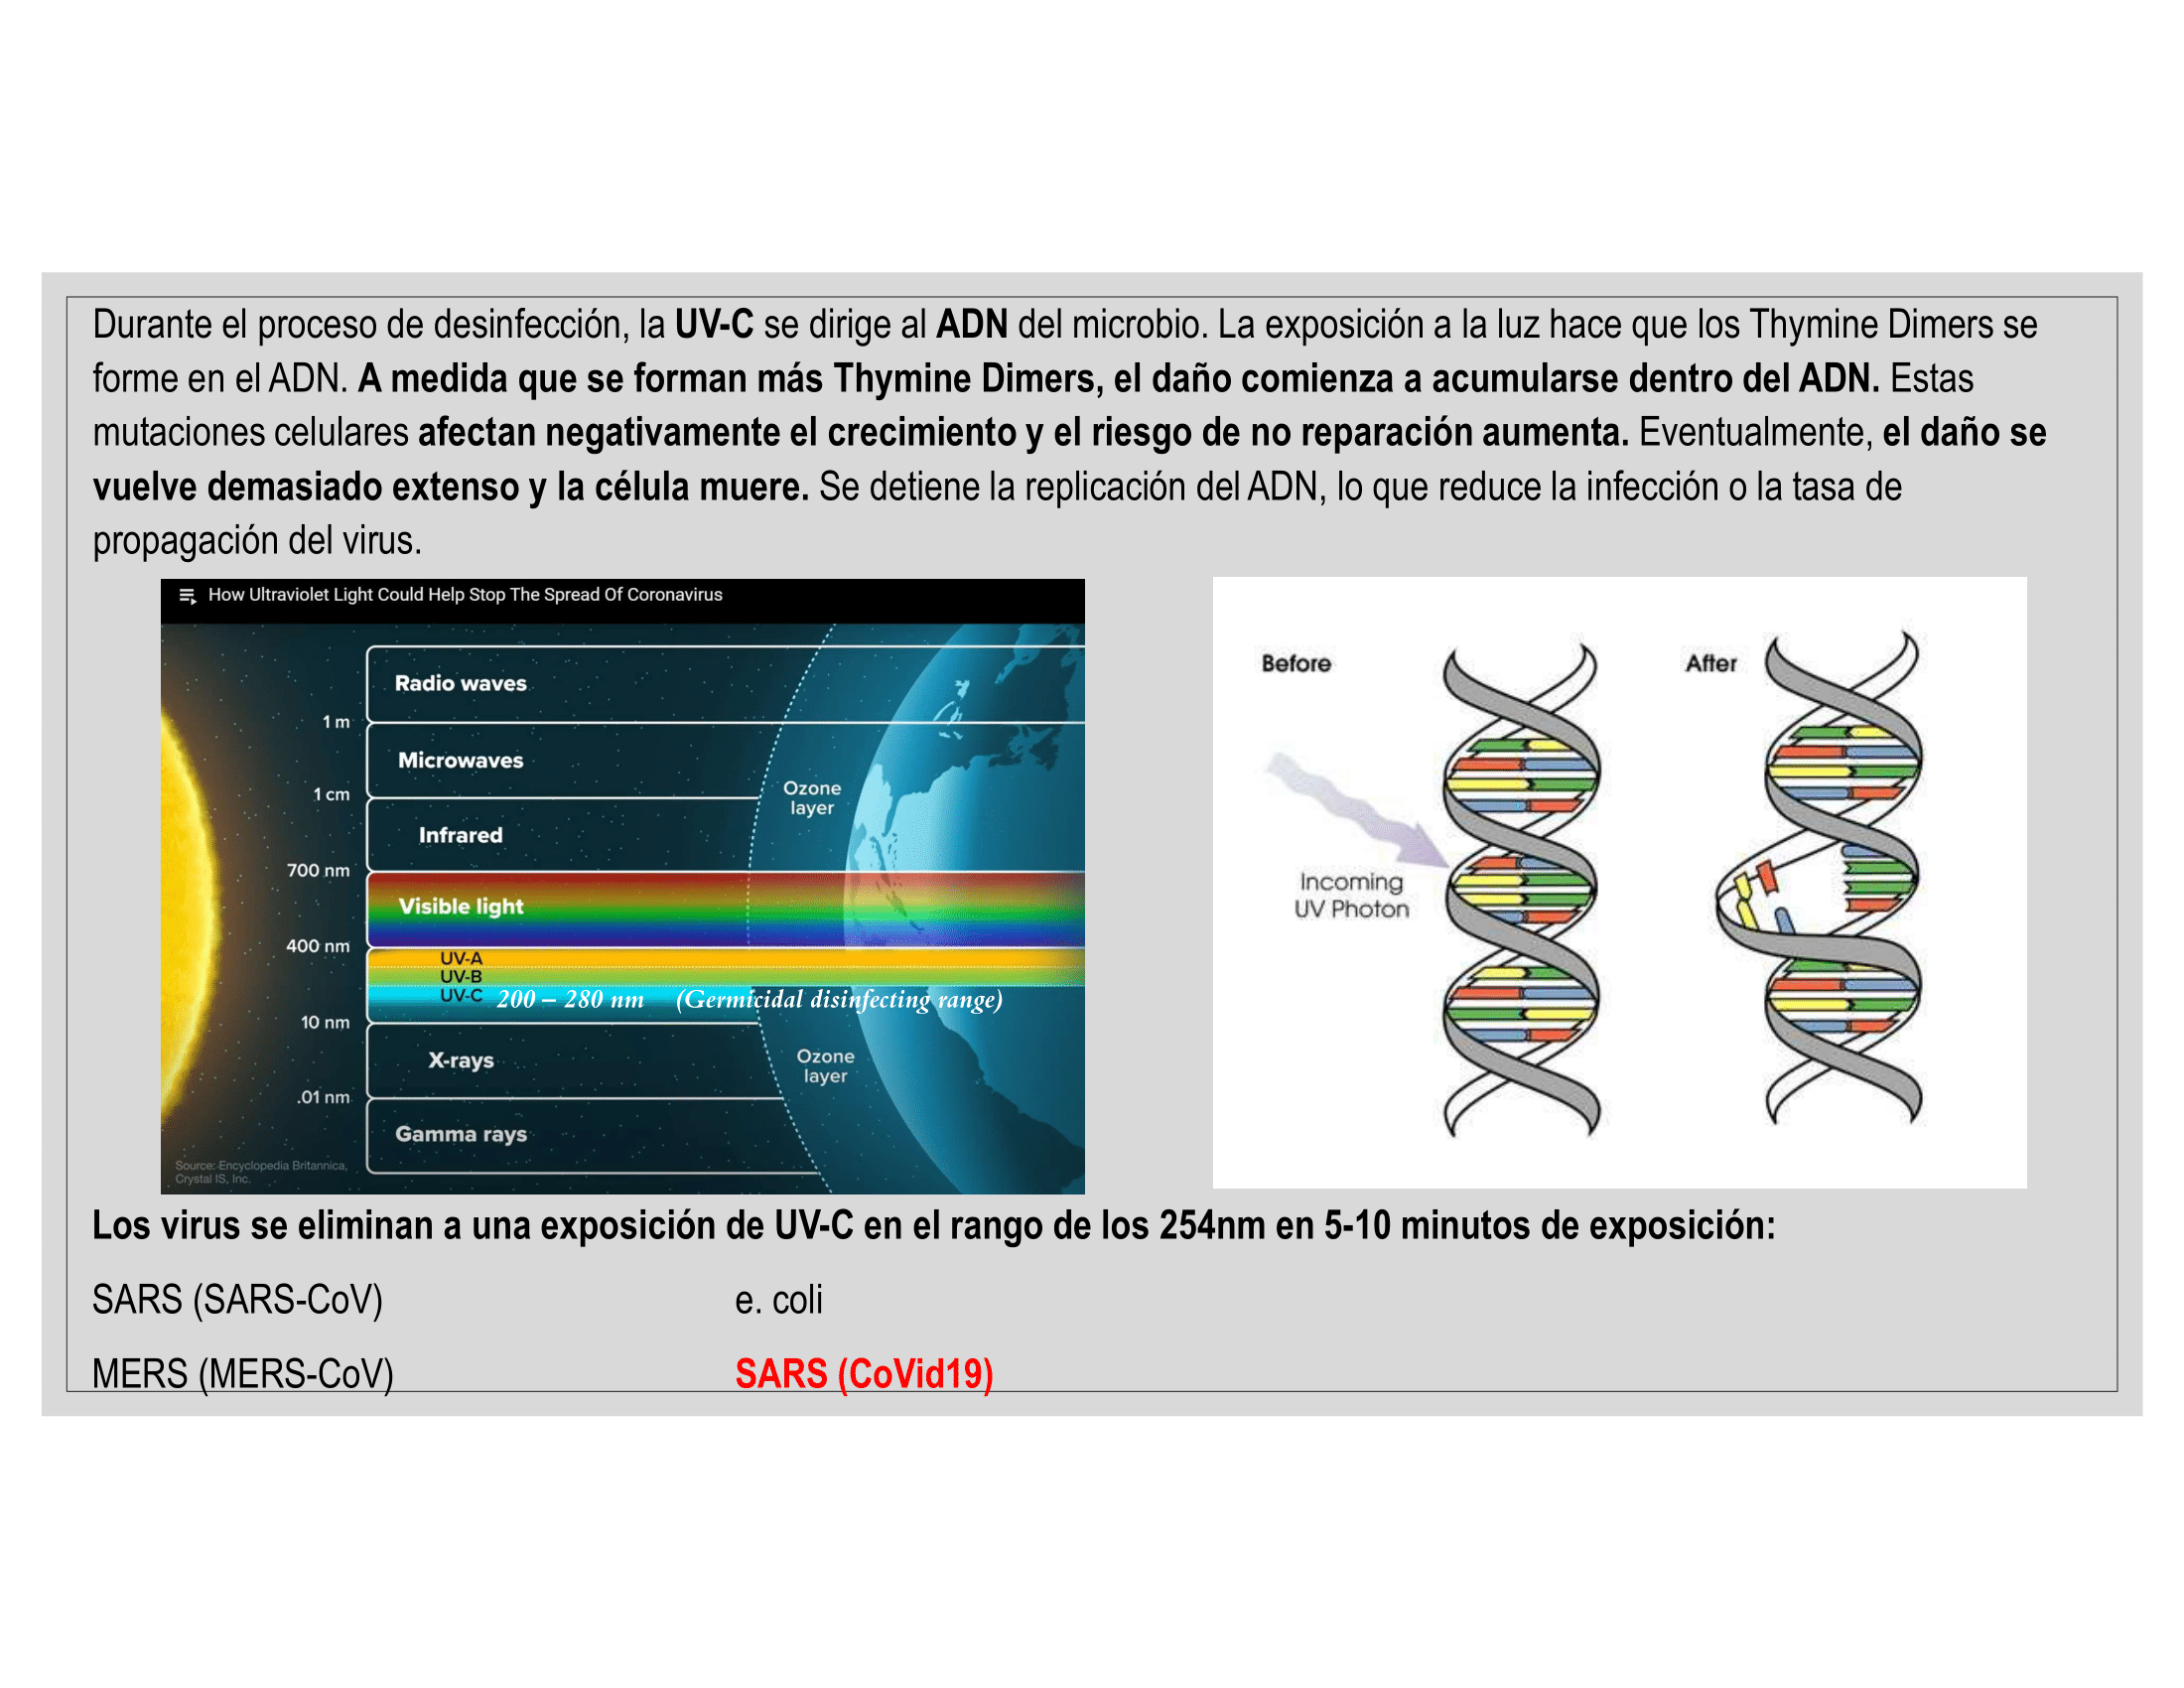 Durante el proceso de desinfección, la UV-C se dirige al ADN del microbio. La exposición a la luz hace que los Thymine Dimers se
forme en el ADN. A medida que se forman más Thymine Dimers, el daño comienza a acumularse dentro del ADN. Estas
mutaciones celulares afectan negativamente el crecimiento y el riesgo de no reparación aumenta. Eventualmente, el daño se
vuelve demasiado extenso y la célula muere. Se detiene la replicación del ADN, lo que reduce la infección o la tasa de
propagación del virus.
How Ultraviolet Light Could Help Stop The Spread Of Coronavirus
Radio waves
1 m
Microwaves
1 cm
Ozone
layer
Infrared
700 nm
Visible light
400 nm
UV-A
UV-B
UV-C 200 – 280 nm (Germicidal disinfecting range)
10 nm
X-rays
Ozone
layer
.01 nm
Gamma rays
Source: Encyclopedia Britannica,
Crystal IS, Inc.
Before
After
Incoming
UV Photon
Los virus se eliminan a una exposición de UV-C en el rango de los 254nm en 5-10 minutos de exposición:
SARS (SARS-CoV) e. coli
MERS (MERS-CoV) SARS (CoVid19)